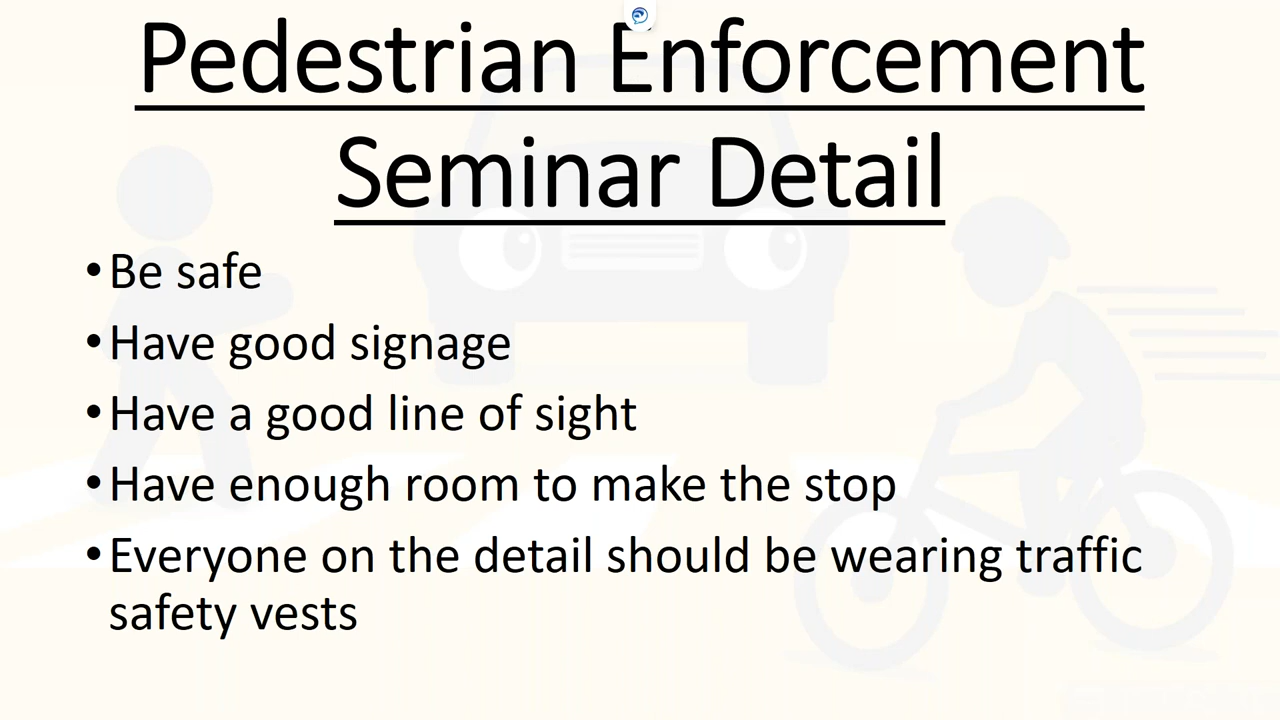 Pedestrian Enforcement
Seminar Detail
• Be safe
• Have good signage
• Have a good line of sight
• Have enough room to make the stop
• Everyone on the detail should be wearing traffic
safety vests